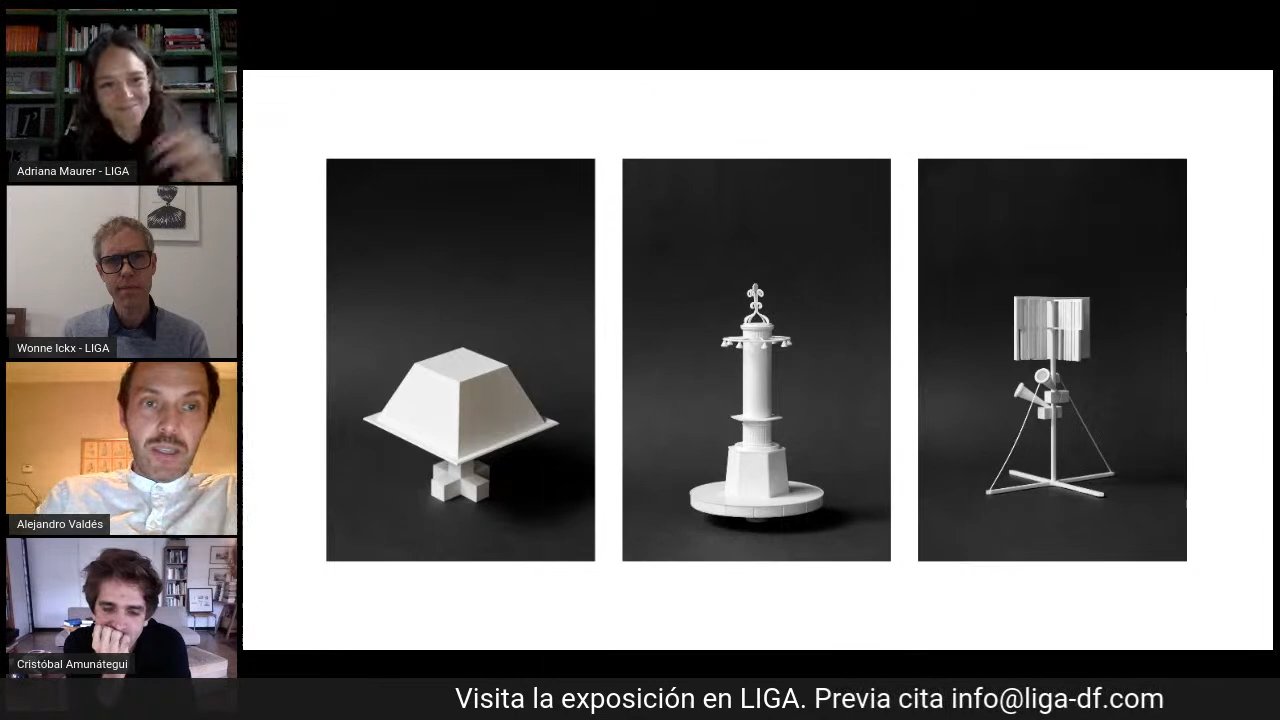 Adriana Maurer - LIGA
Wonne Ickx - LIGA
Alejandro Valdés
Cristóbal Amunátegui
Visita la exposición en LIGA. Previa cita info@liga-df.com